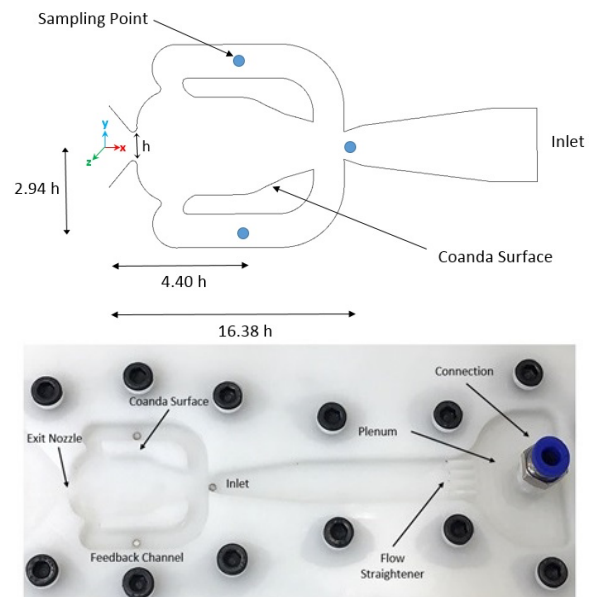 Sampling Point
y
x
z
h
Inlet
2.94 h
Coanda Surface
4.40 h
16.38 h
Connection
Coanda Surface
Plenum
Exit Nozzle
Inlet
Feedback Channel
Flow
Straightener